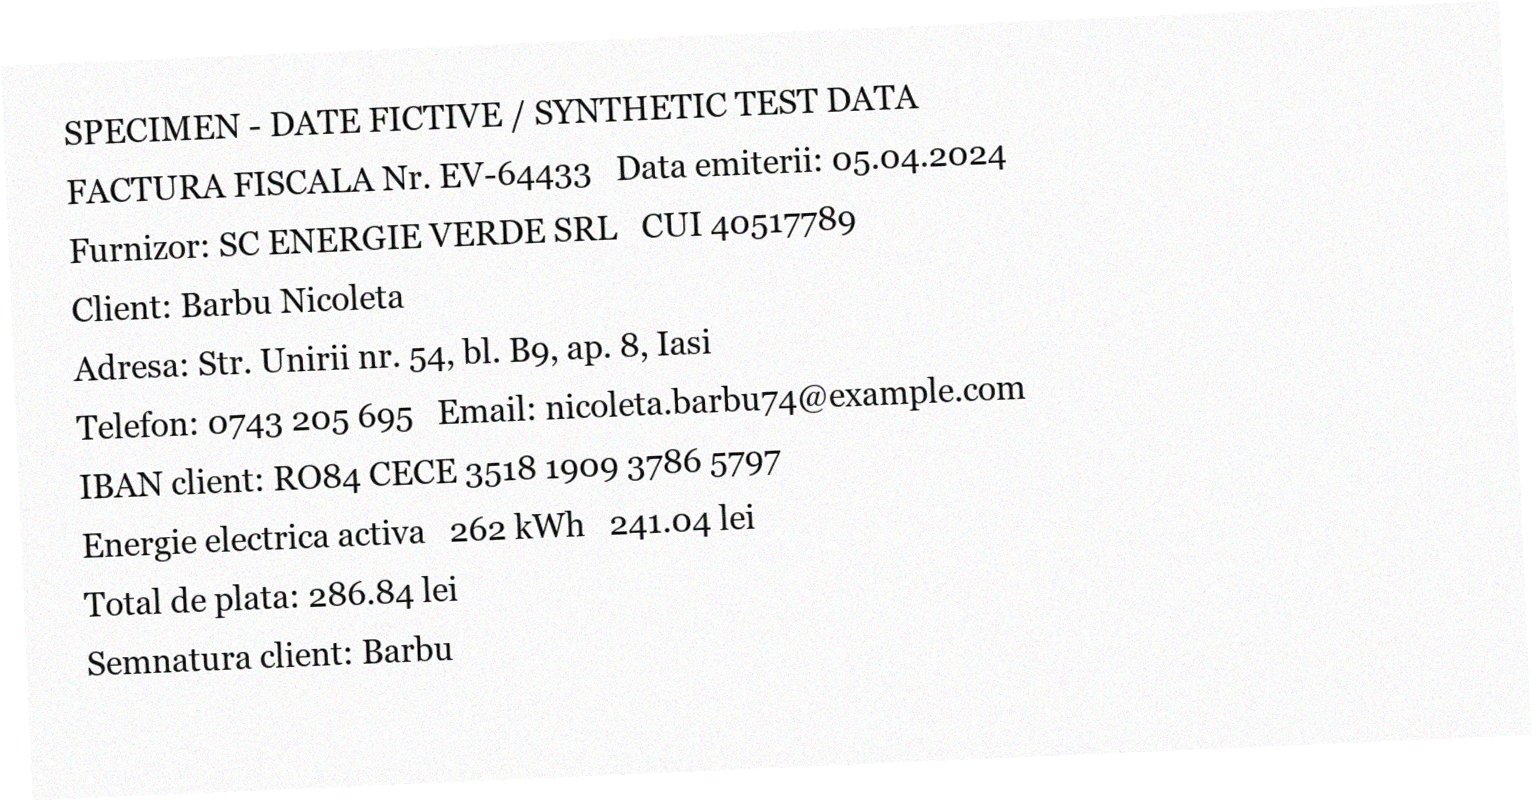 SPECIMEN - DATE FICTIVE / SYNTHETIC TEST DATA
FACTURA FISCALA Nr. EV-64433   Data emiterii: 05.04.2024
Furnizor: SC ENERGIE VERDE SRL   CUI 40517789
Client: Barbu Nicoleta
Adresa: Str. Unirii nr. 54, bl. B9, ap. 8, Iasi
Telefon: 0743 205 695   Email: nicoleta.barbu74@example.com
IBAN client: RO84 CECE 3518 1909 3786 5797
Energie electrica activa   262 kWh   241.04 lei
Total de plata: 286.84 lei
Semnatura client: Barbu